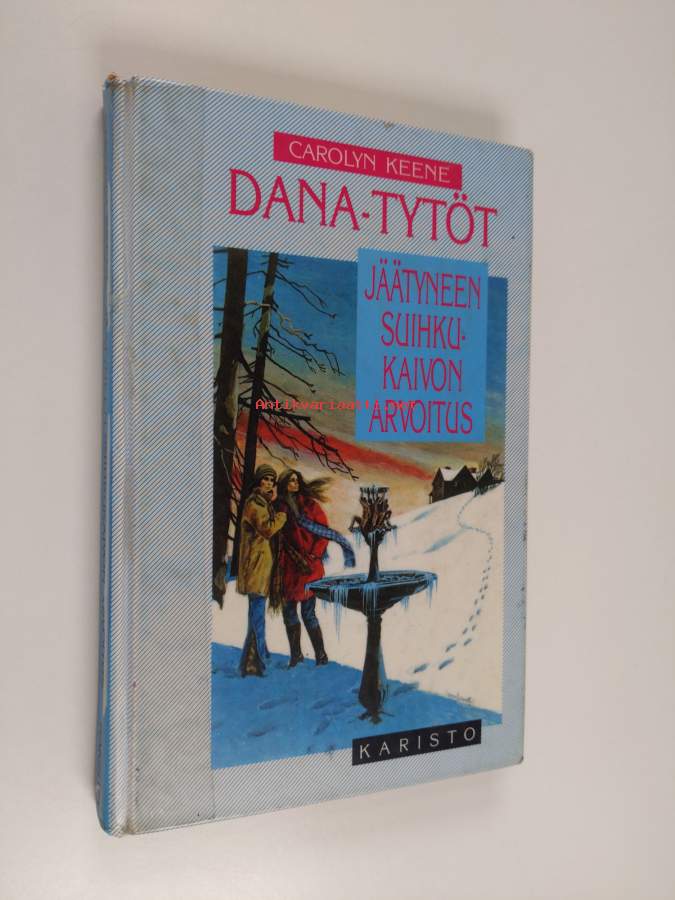 CAROLYN KEENE
DANA-TYTÖT
JÄÄTYNEEN
SUIHKU-
KAIVON
ARVOITUS
Antikvariaatti.net
KARISTO